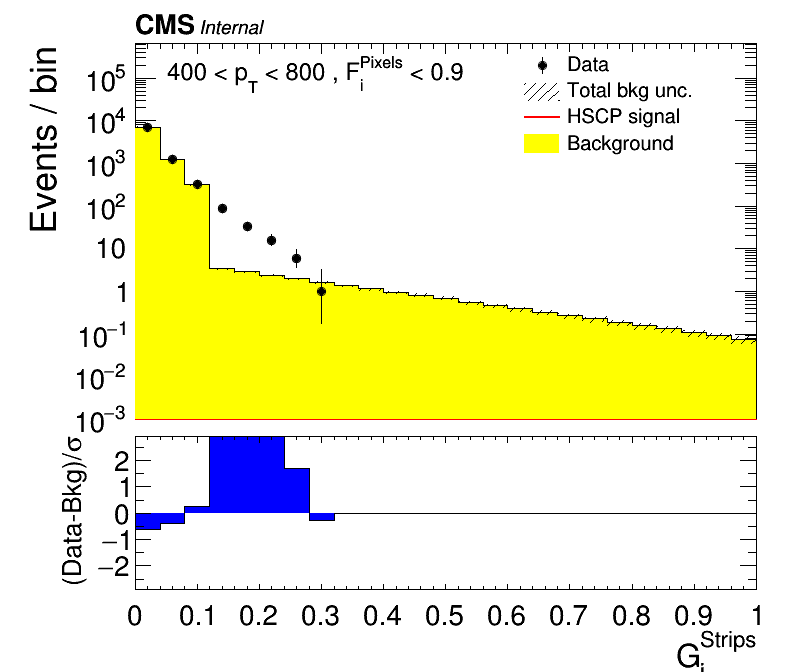 CMS Internal
400 < p_T < 800 , F_i^Pixels < 0.9
Data
Total bkg unc.
HSCP signal
Background
Events / bin
10^5
10^4
10^3
10^2
10
1
10^−1
10^−2
10^−3
(Data-Bkg)/σ
2
1
0
−1
−2
0 0.1 0.2 0.3 0.4 0.5 0.6 0.7 0.8 0.9 1
G_i^Strips